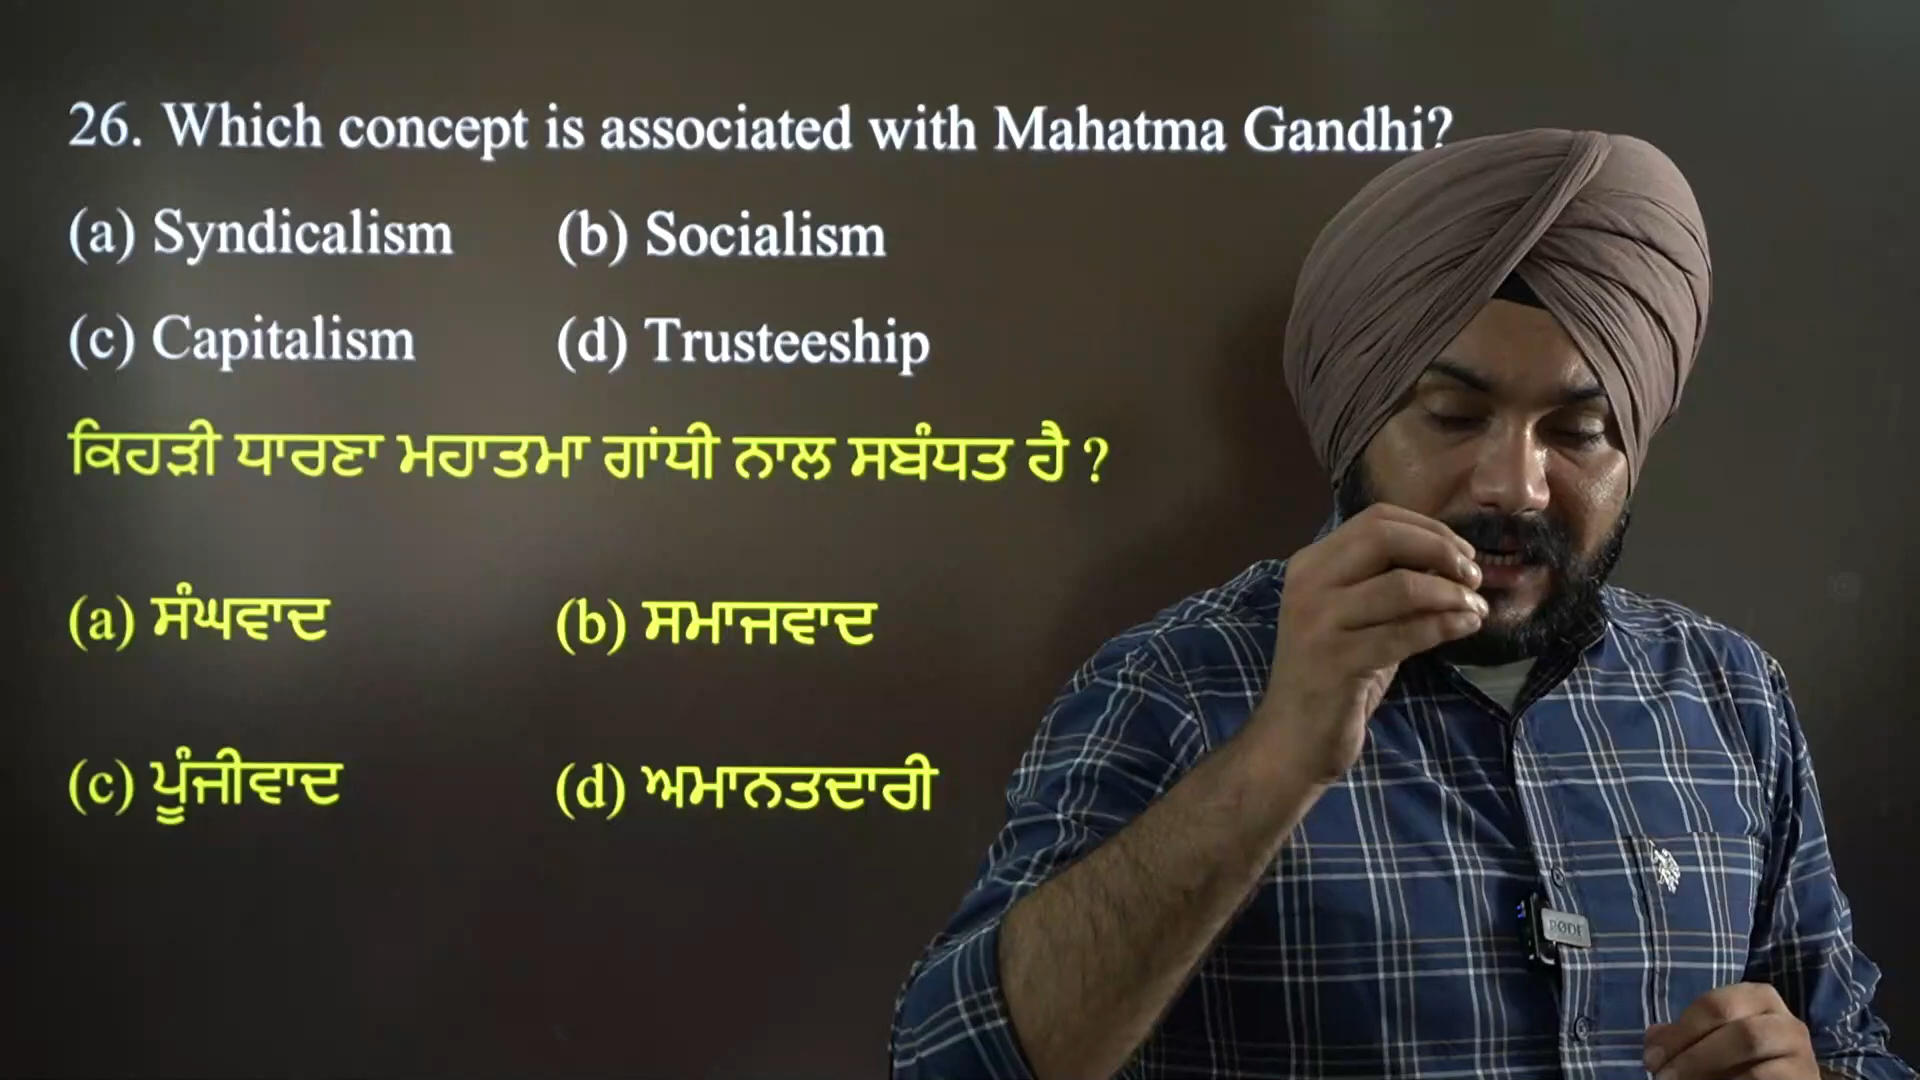 26. Which concept is associated with Mahatma Gandhi?
(a) Syndicalism (b) Socialism
(c) Capitalism (d) Trusteeship
ਕਿਹੜੀ ਧਾਰਣਾ ਮਹਾਤਮਾ ਗਾਂਧੀ ਨਾਲ ਸਬੰਧਤ ਹੈ ?
(a) ਸੰਘਵਾਦ (b) ਸਮਾਜਵਾਦ
(c) ਪੂੰਜੀਵਾਦ (d) ਅਮਾਨਤਦਾਰੀ
RØDE